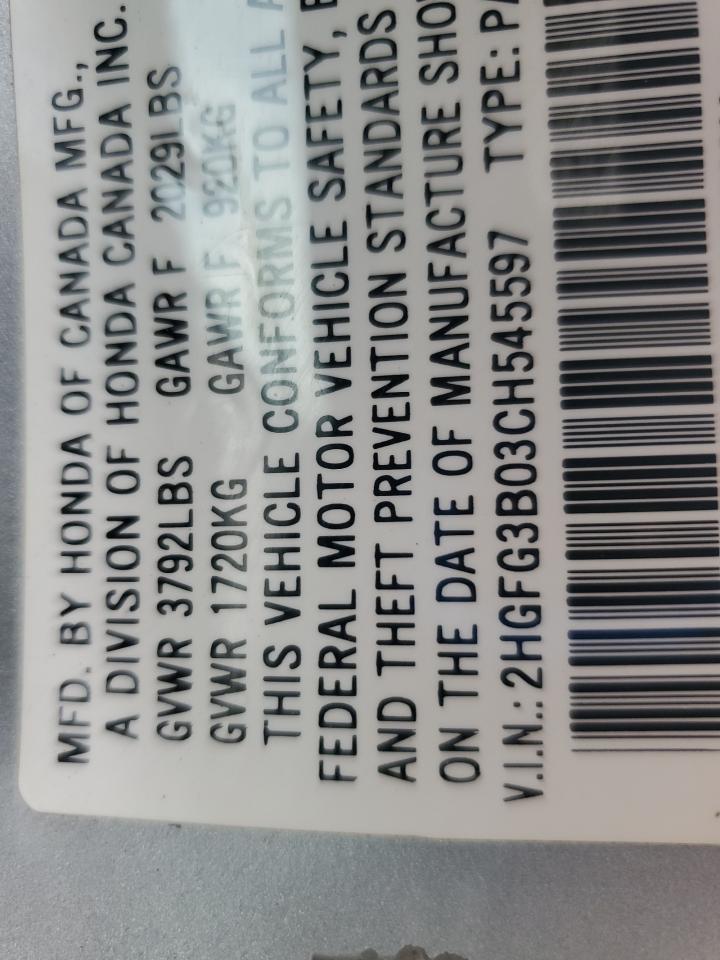 MFD. BY HONDA OF CANADA MFG.,
A DIVISION OF HONDA CANADA INC.
GVWR 3792LBS GAWR F 2029LBS
GVWR 1720KG GAWR F 920KG
THIS VEHICLE CONFORMS TO ALL A
FEDERAL MOTOR VEHICLE SAFETY,
AND THEFT PREVENTION STANDARDS
ON THE DATE OF MANUFACTURE SHO
V.I.N.: 2HGFG3B03CH545597 TYPE: PA